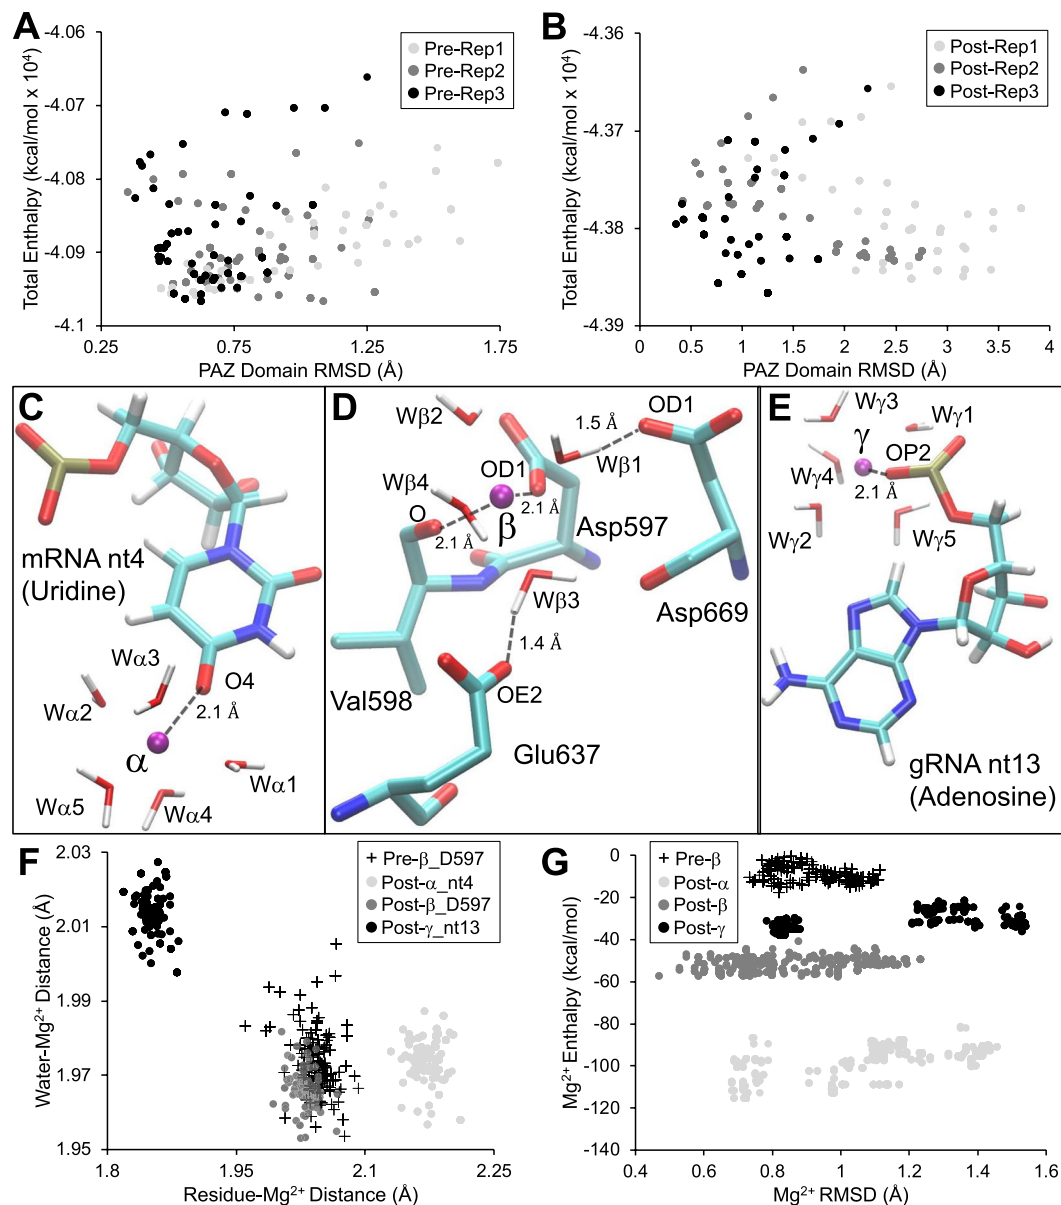 A
Total Enthalpy (kcal/mol x 10⁴)
-4.06
-4.07
-4.08
-4.09
-4.1
0.25
0.75
1.25
1.75
PAZ Domain RMSD (Å)
Pre-Rep1
Pre-Rep2
Pre-Rep3
B
Total Enthalpy (kcal/mol x 10⁴)
-4.36
-4.37
-4.38
-4.39
0
0.5
1
1.5
2
2.5
3
3.5
4
PAZ Domain RMSD (Å)
Post-Rep1
Post-Rep2
Post-Rep3
C
mRNA nt4
(Uridine)
Wα3
O4
Wα2
2.1 Å
α
Wα1
Wα5
Wα4
D
Wβ2
OD1
1.5 Å
Wβ1
OD1
Wβ4
O
2.1 Å
β
Asp597
2.1 Å
Wβ3
Asp669
1.4 Å
Val598
OE2
Glu637
E
Wγ3
Wγ1
γ
OP2
Wγ4
2.1 Å
Wγ2
Wγ5
gRNA nt13
(Adenosine)
F
Water-Mg²⁺ Distance (Å)
2.03
2.01
1.99
1.97
1.95
1.8
1.95
2.1
2.25
Residue-Mg²⁺ Distance (Å)
Pre-β_D597
Post-α_nt4
Post-β_D597
Post-γ_nt13
G
Mg²⁺ Enthalpy (kcal/mol)
0
-20
-40
-60
-80
-100
-120
-140
0.4
0.6
0.8
1
1.2
1.4
1.6
Mg²⁺ RMSD (Å)
Pre-β
Post-α
Post-β
Post-γ